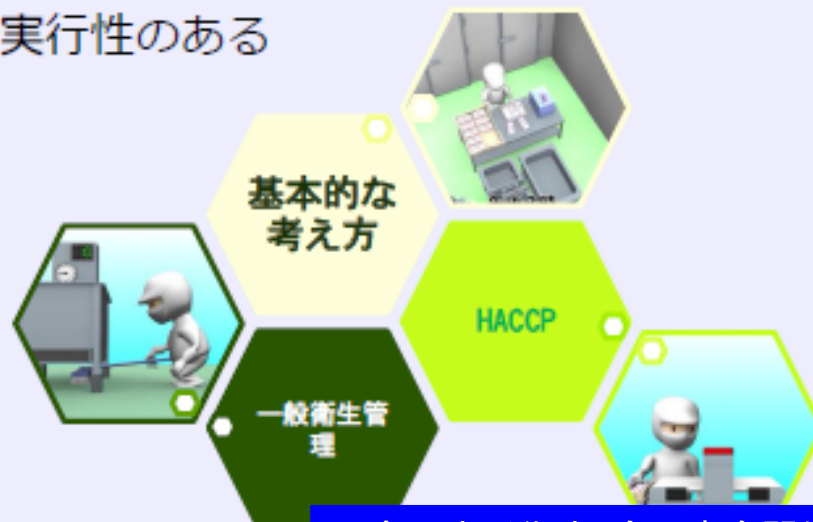 実行性のある
基本的な
考え方
HACCP
一般衛生管
理